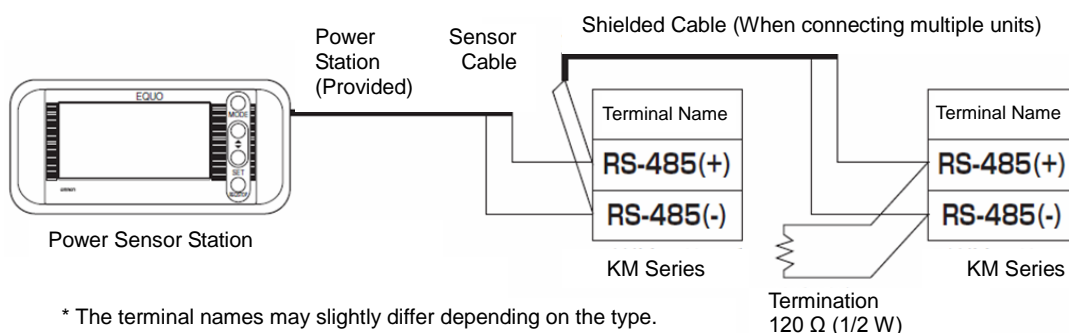 Shielded Cable (When connecting multiple units)
Power
Station
(Provided)
Sensor
Cable
EQUO
MODE
SET
Terminal Name
RS-485(+)
RS-485(-)
KM Series
Terminal Name
RS-485(+)
RS-485(-)
KM Series
Power Sensor Station
Termination
120 Ω (1/2 W)
* The terminal names may slightly differ depending on the type.